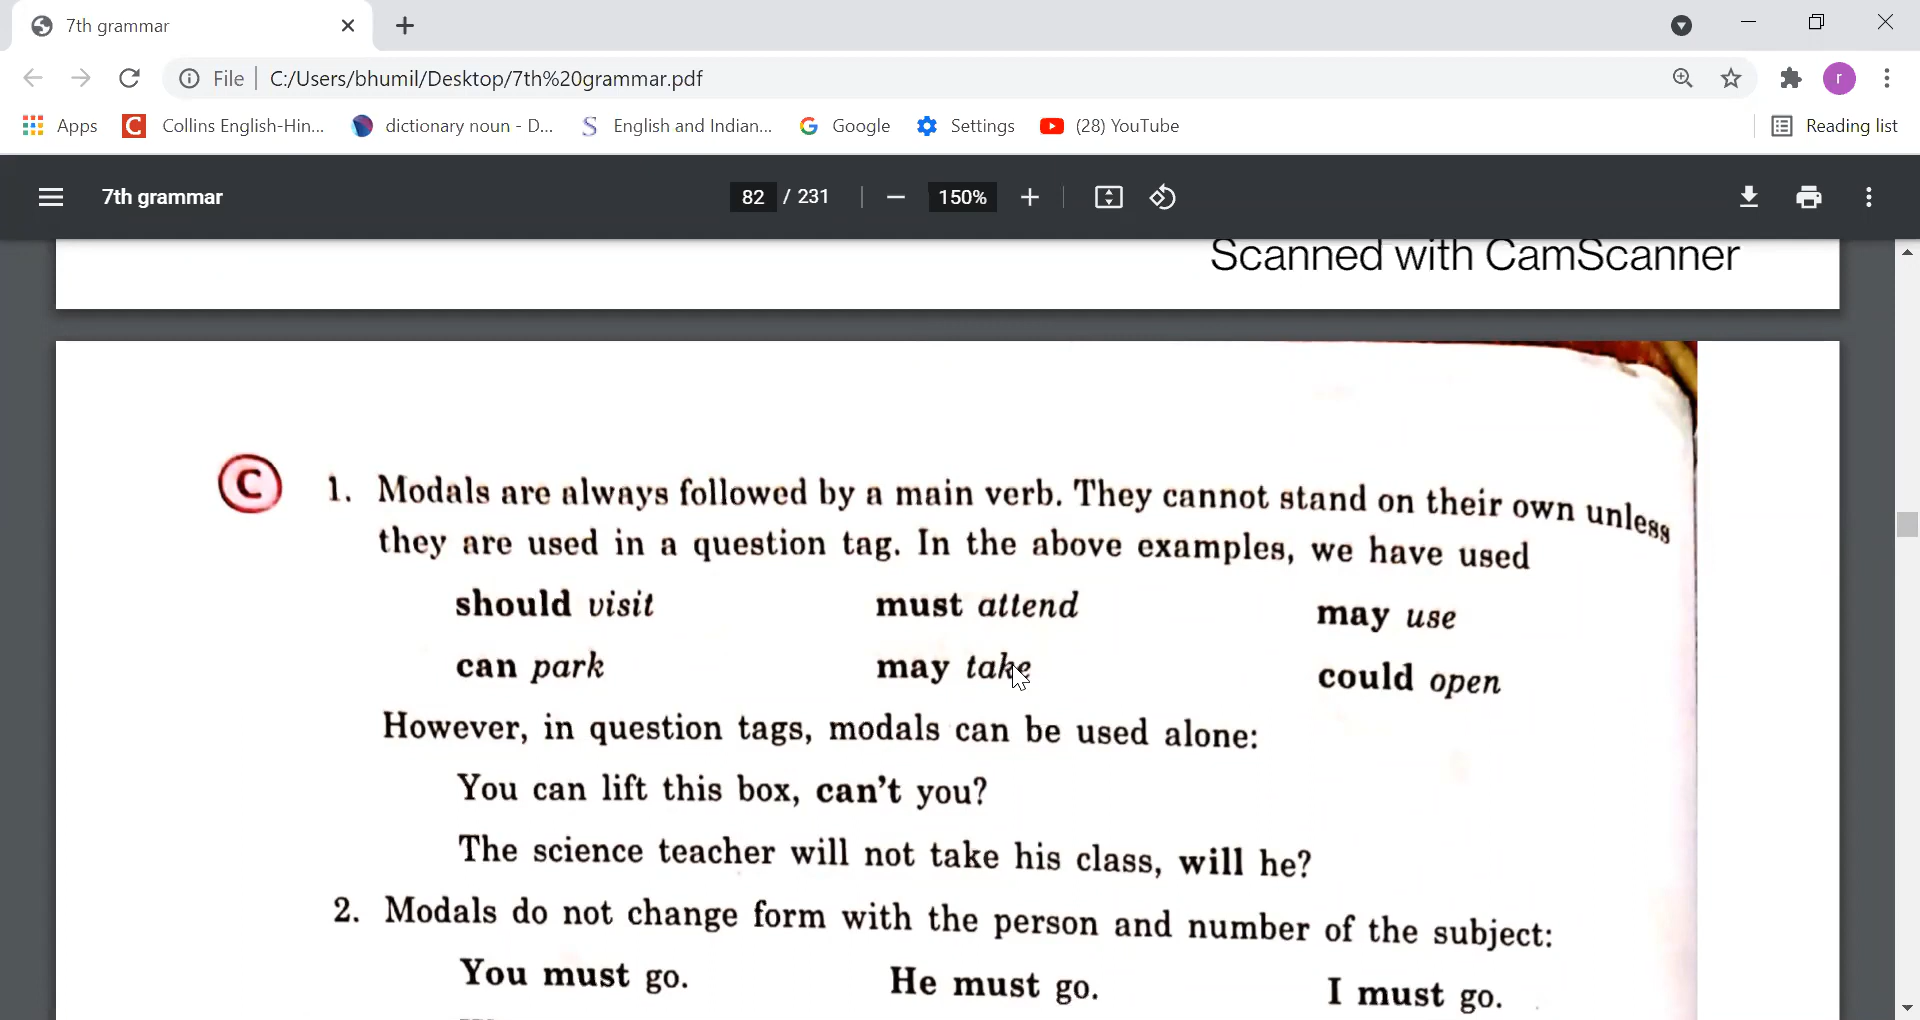 7th grammar
File C:/Users/bhumil/Desktop/7th%20grammar.pdf r
Apps C Collins English-Hin... dictionary noun - D... S English and Indian... G Google Settings (28) YouTube Reading list
7th grammar 82 / 231 150%
Scanned with CamScanner
C 1. Modals are always followed by a main verb. They cannot stand on their own unless
they are used in a question tag. In the above examples, we have used
should visit must attend may use
can park may take could open
However, in question tags, modals can be used alone:
You can lift this box, can't you?
The science teacher will not take his class, will he?
2. Modals do not change form with the person and number of the subject:
You must go. He must go. I must go.